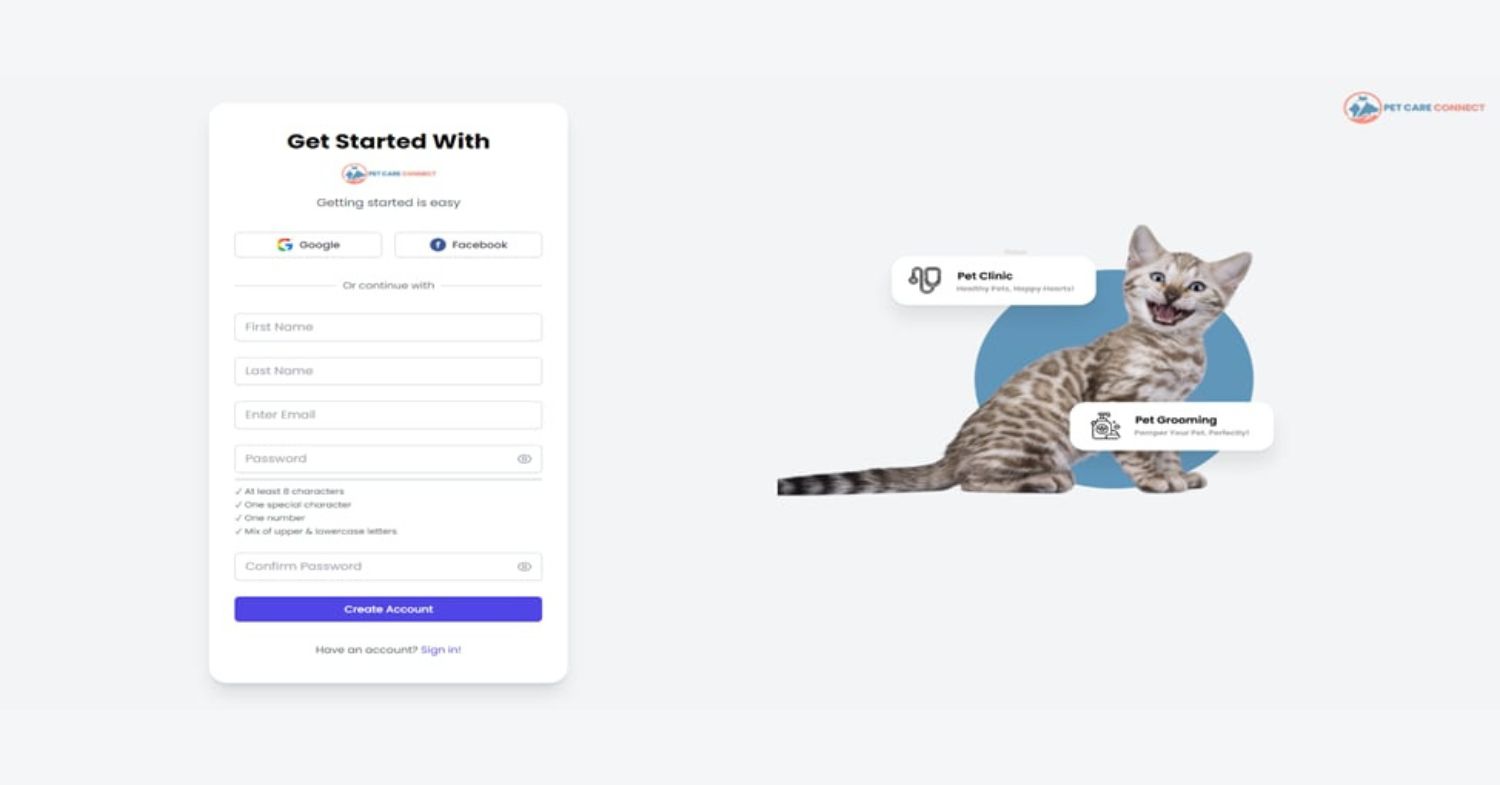 Get Started With
PET CARE CONNECT
Getting started is easy
Google
Facebook
Or continue with
First Name
Last Name
Enter Email
Password
✓ At least 8 characters
✓ One special character
✓ One number
✓ Mix of upper & lowercase letters
Confirm Password
Create Account
Have an account? Sign in!
PET CARE CONNECT
Pet Clinic
Healthy Pets, Happy Hearts!
Pet Grooming
Pamper Your Pet, Perfectly!